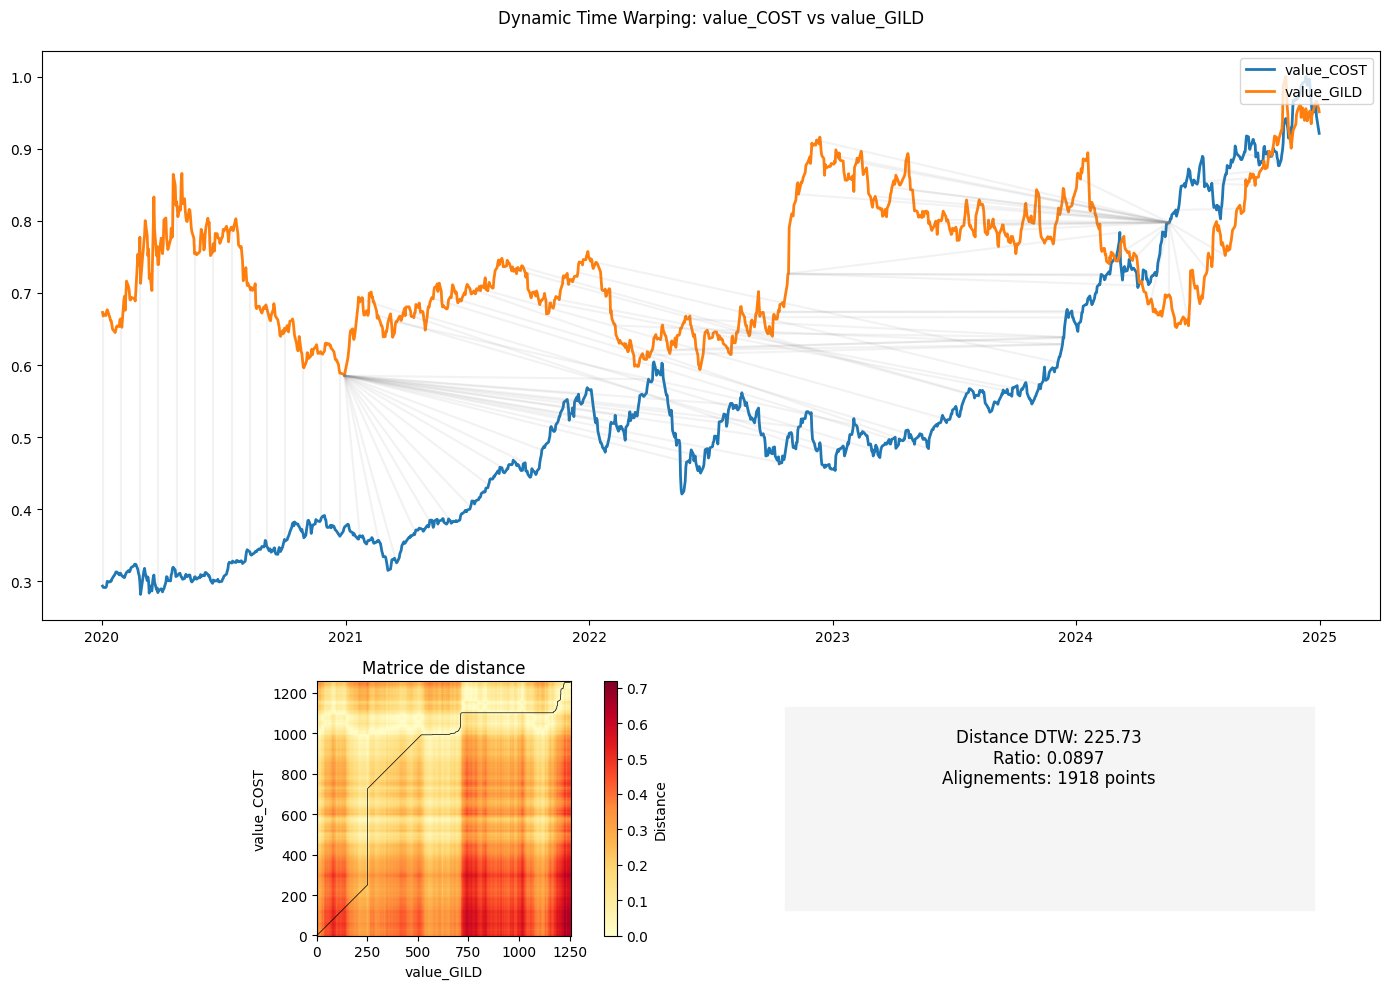 Dynamic Time Warping: value_COST vs value_GILD
value_COST
value_GILD
1.0
0.9
0.8
0.7
0.6
0.5
0.4
0.3
2020 2021 2022 2023 2024 2025
Matrice de distance
value_COST
1200
1000
800
600
400
200
0
0 250 500 750 1000 1250
value_GILD
0.7
0.6
0.5
0.4
0.3
0.2
0.1
0.0
Distance
Distance DTW: 225.73
Ratio: 0.0897
Alignements: 1918 points